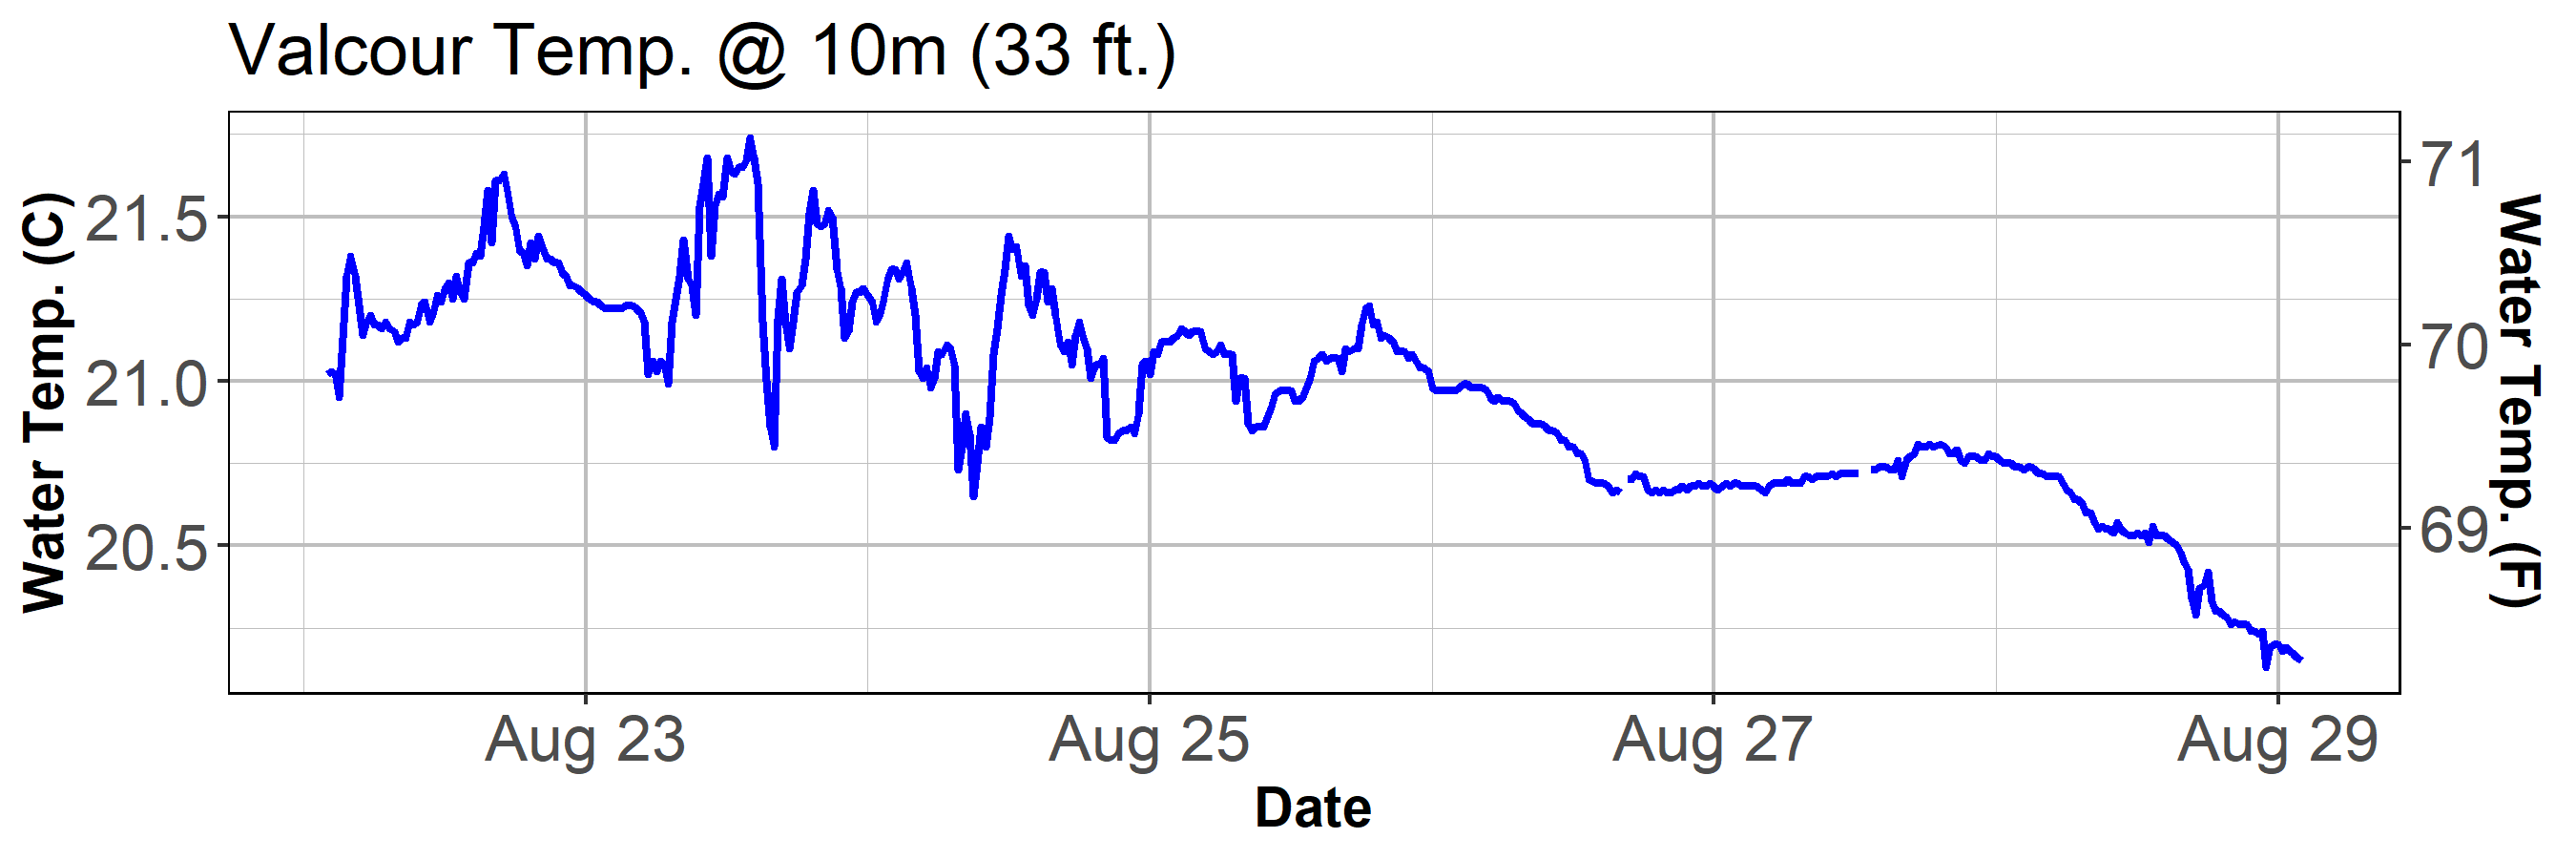 Valcour Temp. @ 10m (33 ft.)
Water Temp. (C)
21.5
21.0
20.5
71
70
69
Water Temp. (F)
Aug 23
Aug 25
Aug 27
Aug 29
Date